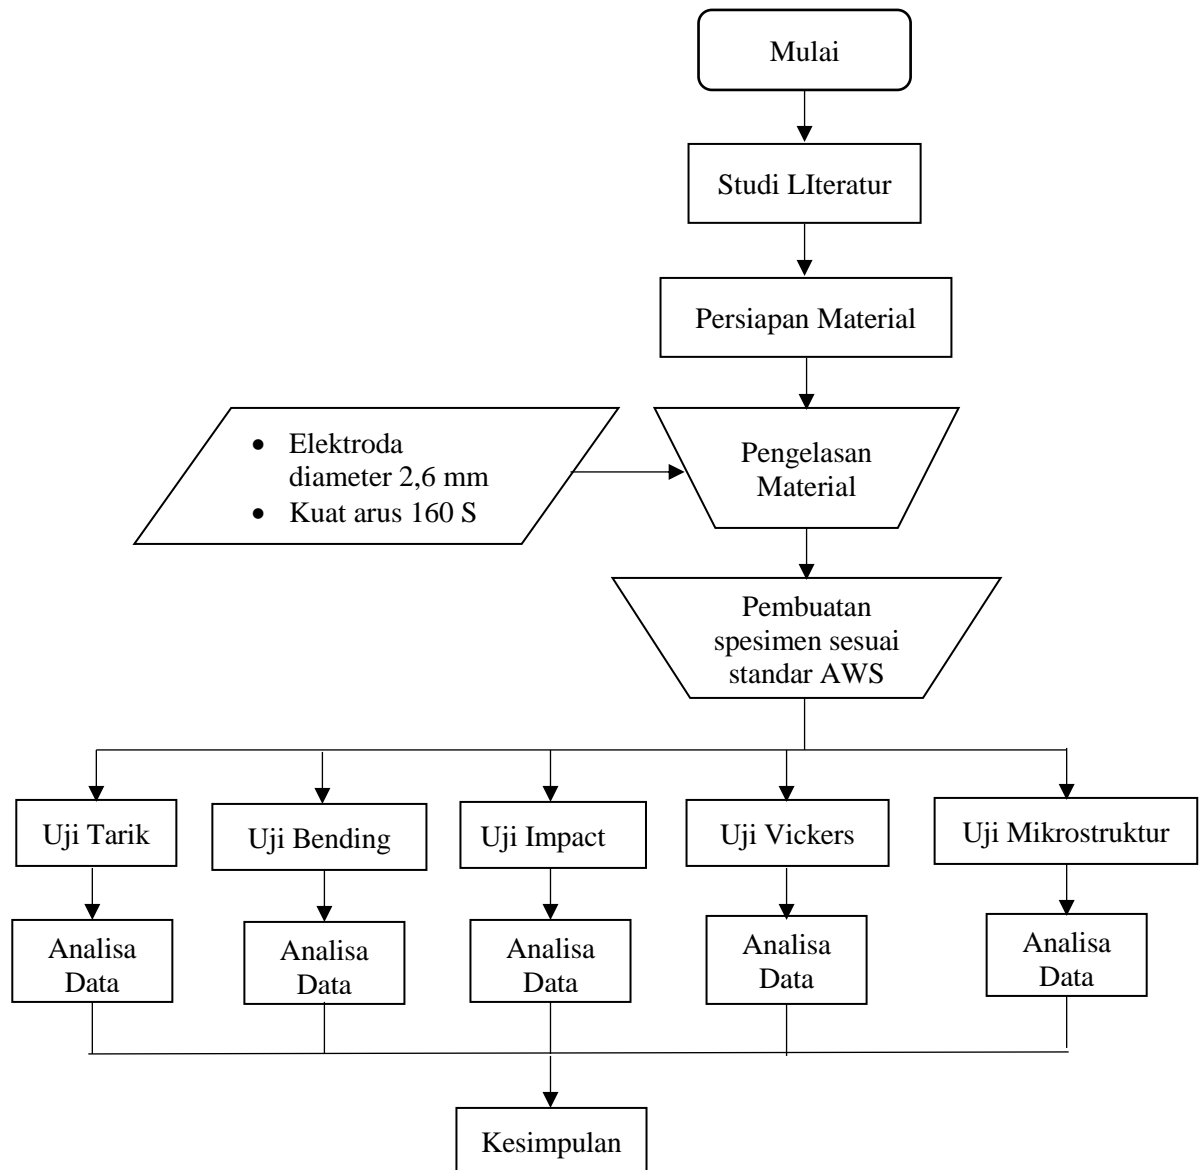 Mulai
Studi LIteratur
Persiapan Material
• Elektroda
diameter 2,6 mm
• Kuat arus 160 S
Pengelasan
Material
Pembuatan
spesimen sesuai
standar AWS
Uji Tarik
Uji Bending
Uji Impact
Uji Vickers
Uji Mikrostruktur
Analisa
Data
Analisa
Data
Analisa
Data
Analisa
Data
Analisa
Data
Kesimpulan